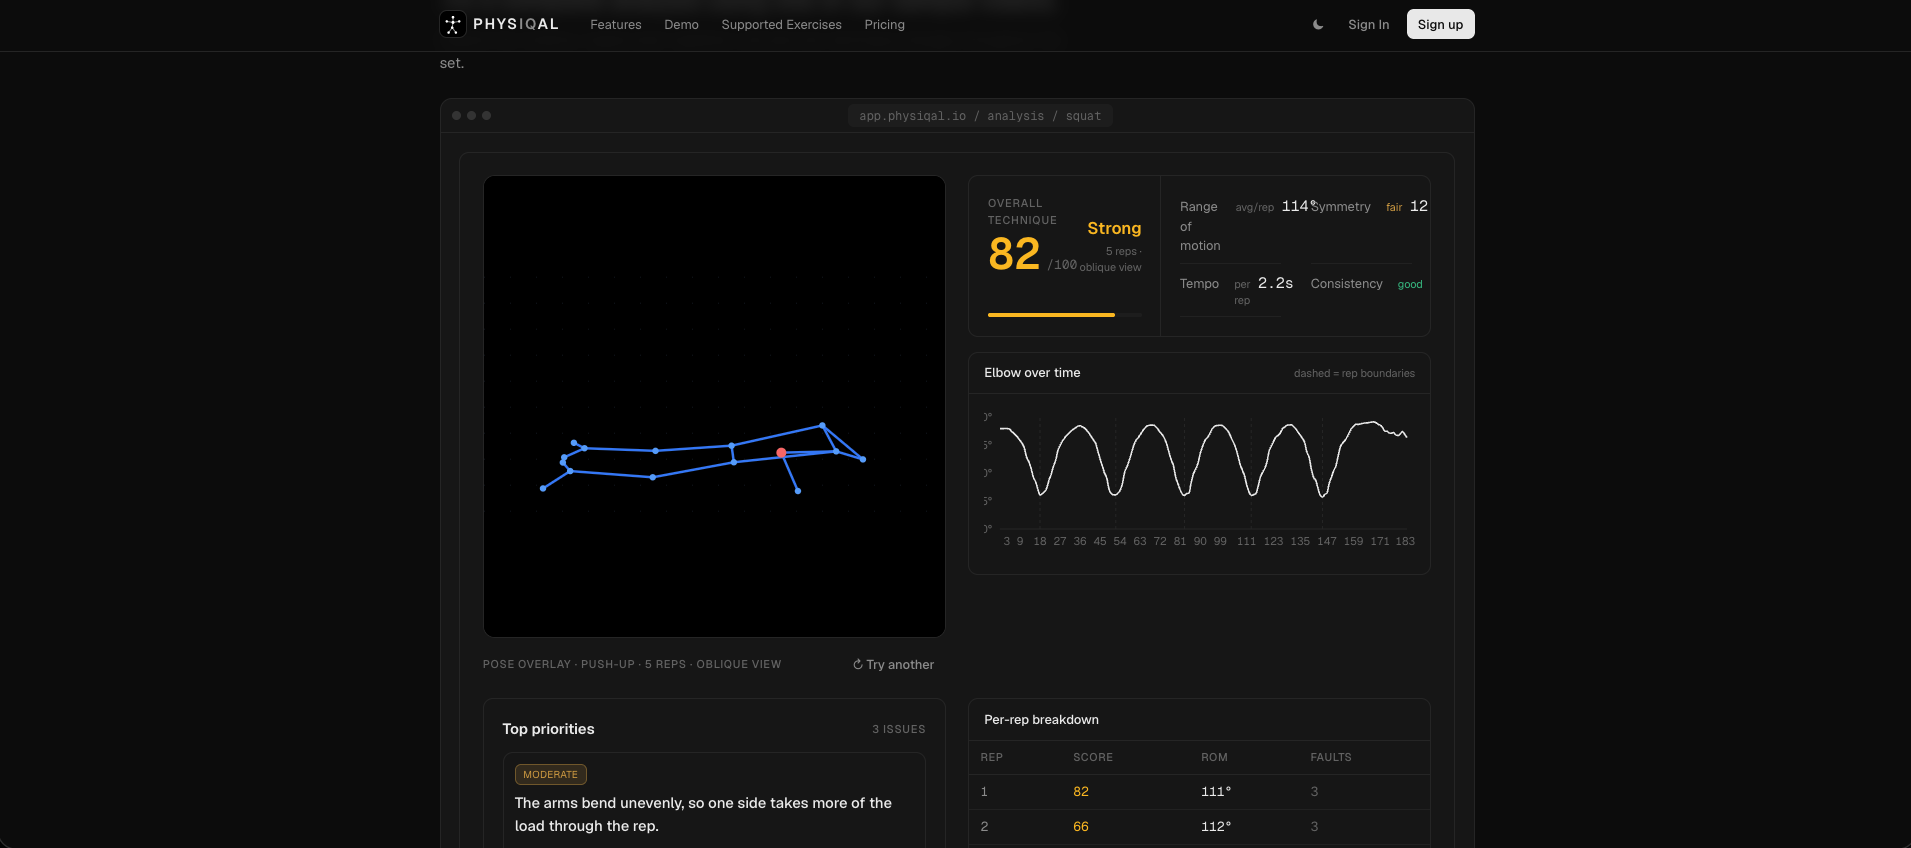 PHYSIQAL
Features
Demo
Supported Exercises
Pricing
Sign In
Sign up
set.
app.physiqal.io / analysis / squat
OVERALL
TECHNIQUE
82 /100
Strong
5 reps ·
oblique view
Range
of
motion
avg/rep
114°
Symmetry
fair
12
Tempo
per
rep
2.2s
Consistency
good
Elbow over time
dashed = rep boundaries
0°
5°
0°
5°
0°
3 9 18 27 36 45 54 63 72 81 90 99 111 123 135 147 159 171 183
POSE OVERLAY · PUSH-UP · 5 REPS · OBLIQUE VIEW
Try another
Top priorities
3 ISSUES
MODERATE
The arms bend unevenly, so one side takes more of the
load through the rep.
Per-rep breakdown
REP SCORE ROM FAULTS
1 82 111° 3
2 66 112° 3